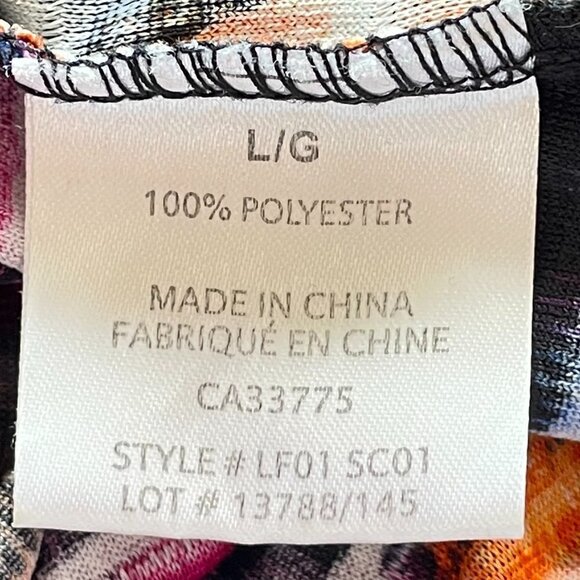 L/G
100% POLYESTER
MADE IN CHINA
FABRIQUÉ EN CHINE
CA33775
STYLE # LF01 SC01
LOT # 13788/145